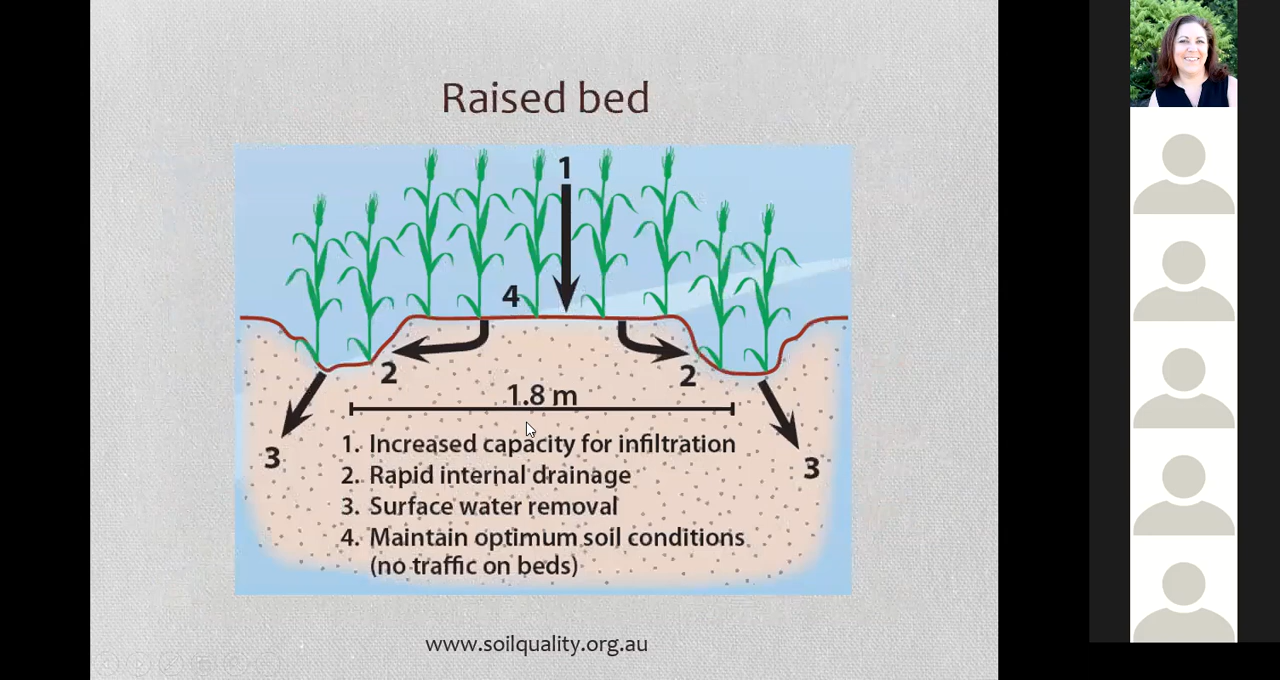 Raised bed
1
4
2
2
1.8 m
3
3
1. Increased capacity for infiltration
2. Rapid internal drainage
3. Surface water removal
4. Maintain optimum soil conditions
(no traffic on beds)
www.soilquality.org.au